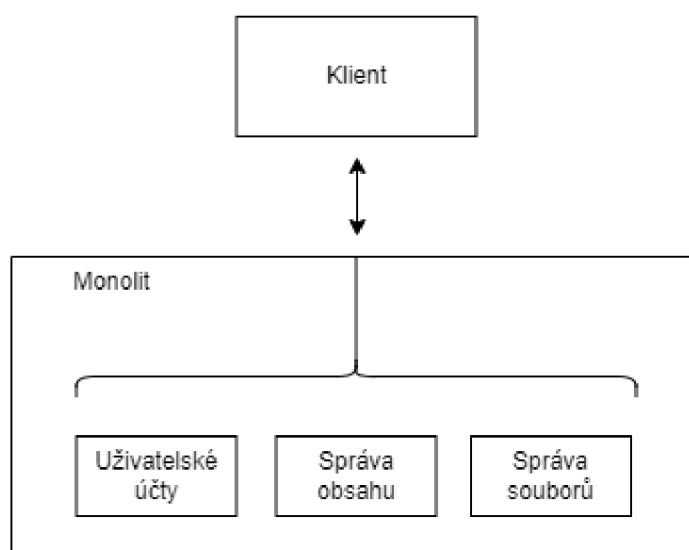 Klient
Monolit
Uživatelské
účty
Správa
obsahu
Správa
souborů